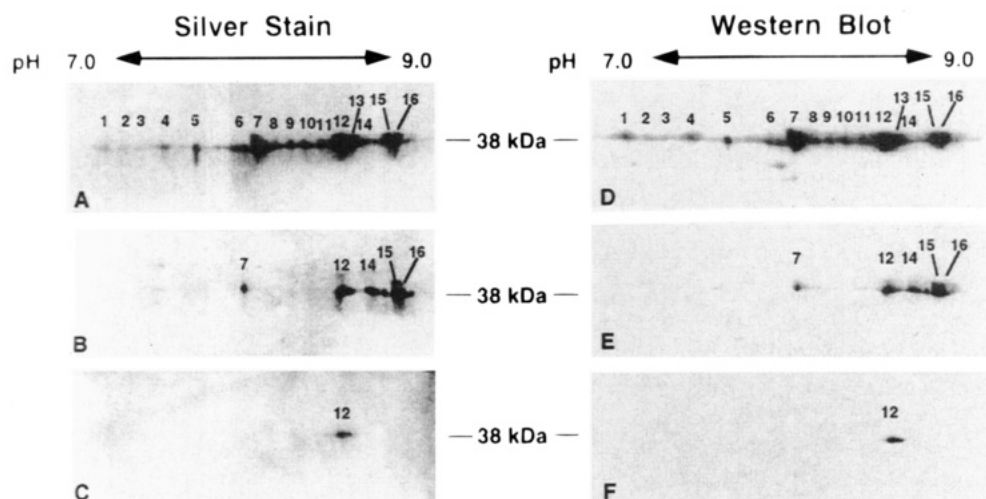 Silver Stain
Western Blot
pH 7.0 9.0
pH 7.0 9.0
1 2 3 4 5 6 7 8 9 10 11 12 13 14 15 16
38 kDa
1 2 3 4 5 6 7 8 9 10 11 12 13 14 15 16
A
D
7 12 14 15 16
38 kDa
7 12 14 15 16
B
E
12
38 kDa
12
C
F